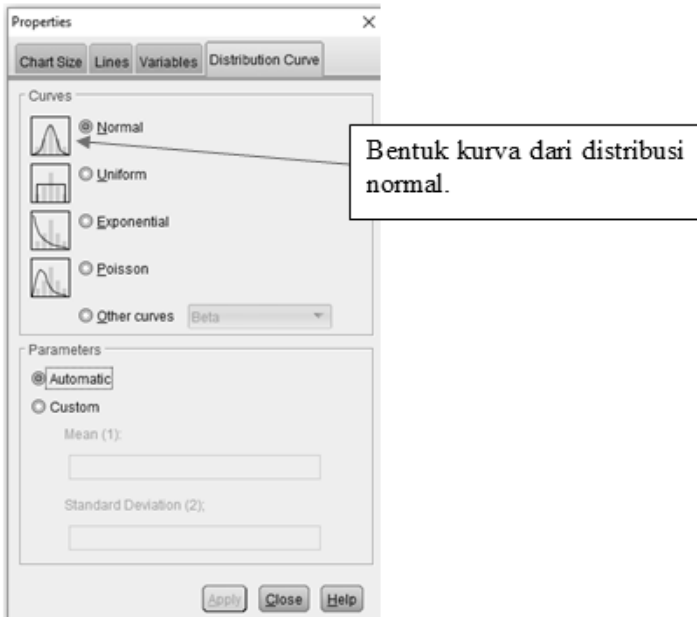 Properties
Chart Size Lines Variables Distribution Curve
Curves
Normal
Uniform
Exponential
Poisson
Other curves Beta
Parameters
Automatic
Custom
Mean (1):
Standard Deviation (2);
Apply Close Help
Bentuk kurva dari distribusi
normal.